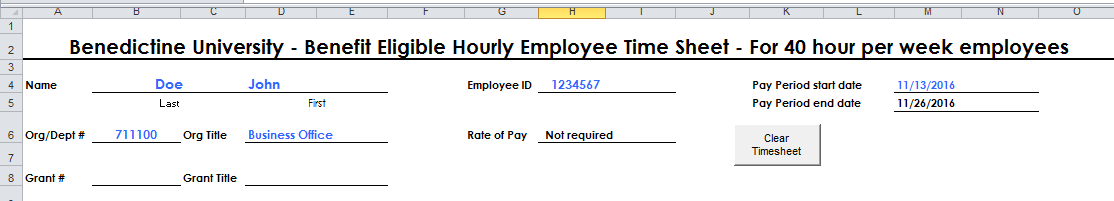 A B C D E F G H I J K L M N O
1
2 Benedictine University - Benefit Eligible Hourly Employee Time Sheet - For 40 hour per week employees
3
4 Name Doe John Employee ID 1234567 Pay Period start date 11/13/2016
5 Last First Pay Period end date 11/26/2016
6 Org/Dept # 711100 Org Title Business Office Rate of Pay Not required Clear
7 Timesheet
8 Grant # Grant Title